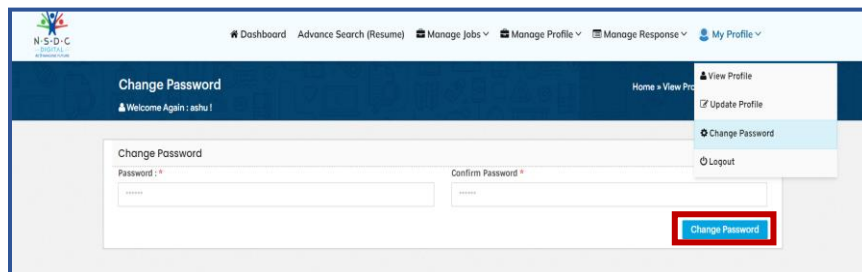 N·S·D·C
DIGITAL
Dashboard Advance Search (Resume) Manage Jobs Manage Profile Manage Response My Profile
Change Password
Welcome Again : ashu !
Home » View Pro
View Profile
Update Profile
Change Password
Logout
Change Password
Password : *
Confirm Password *
******
******
Change Password